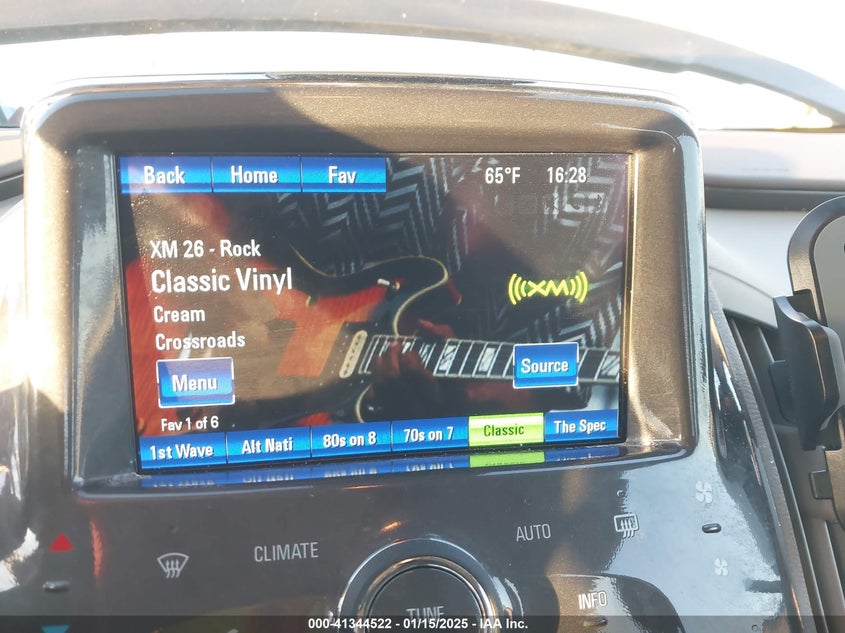 Back Home Fav 65°F 16:28
XM 26 - Rock
Classic Vinyl
((XM))
Cream
Crossroads
Menu
Source
Fav 1 of 6
1st Wave Alt Nati 80s on 8 70s on 7 Classic The Spec
CLIMATE
AUTO
TUNE
INFO
000-41344522 - 01/15/2025 - IAA Inc.